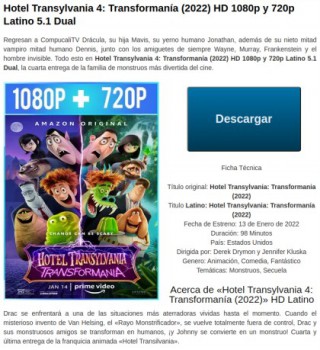 Hotel Transylvania 4: Transformanía (2022) HD 1080p y 720p
Latino 5.1 Dual
Regresan a CompucaliTV Drácula, su hija Mavis, su yerno humano Jonathan, además de su nieto mitad
vampiro mitad humano Dennis, junto con los amiguetes de siempre Wayne, Murray, Frankenstein y el
hombre invisible. Todo esto en Hotel Transylvania 4: Transformanía (2022) HD 1080p y 720p Latino 5.1
Dual, la cuarta entrega de la familia de monstruos más divertida del cine.
1080P + 720P
AMAZON ORIGINAL
CHANGE CAN BE SCARY
HOTEL TRANSYLVANIA
TRANSFORMANIA
JAN 14 prime video
Descargar
Ficha Técnica
Título original: Hotel Transylvania: Transformania
(2022)
Título Latino: Hotel Transylvania: Transformania
(2022)
Fecha de Estreno: 13 de Enero de 2022
Duración: 98 Minutos
País: Estados Unidos
Dirigida por: Derek Drymon y Jennifer Kluska
Genero: Animación, Comedia, Fantástico
Temáticas: Monstruos, Secuela
Acerca de «Hotel Transylvania 4:
Transformanía (2022)» HD Latino
Drac se enfrentará a una de las situaciones más aterradoras vividas hasta el momento. Cuando el
misterioso invento de Van Helsing, el «Rayo Monstrificador», se vuelve totalmente fuera de control, Drac y
sus monstruosos amigos se transforman en humanos, ¡y Johnny se convierte en un monstruo! Cuarta y
última entrega de la franquicia animada «Hotel Transilvania».